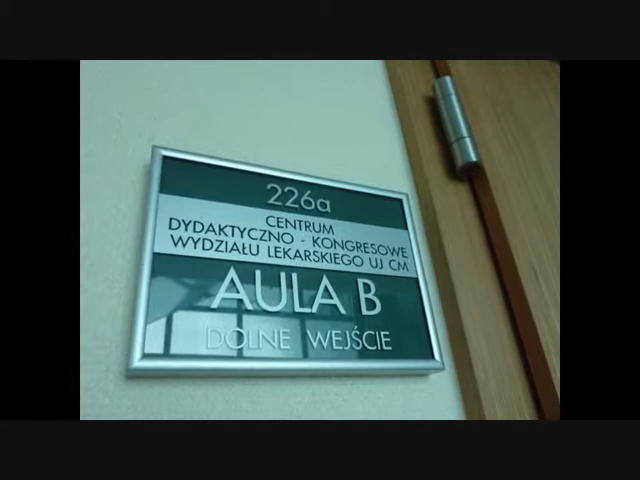 226a
CENTRUM
DYDAKTYCZNO - KONGRESOWE
WYDZIAŁU LEKARSKIEGO UJ CM
AULA B
DOLNE WEJŚCIE